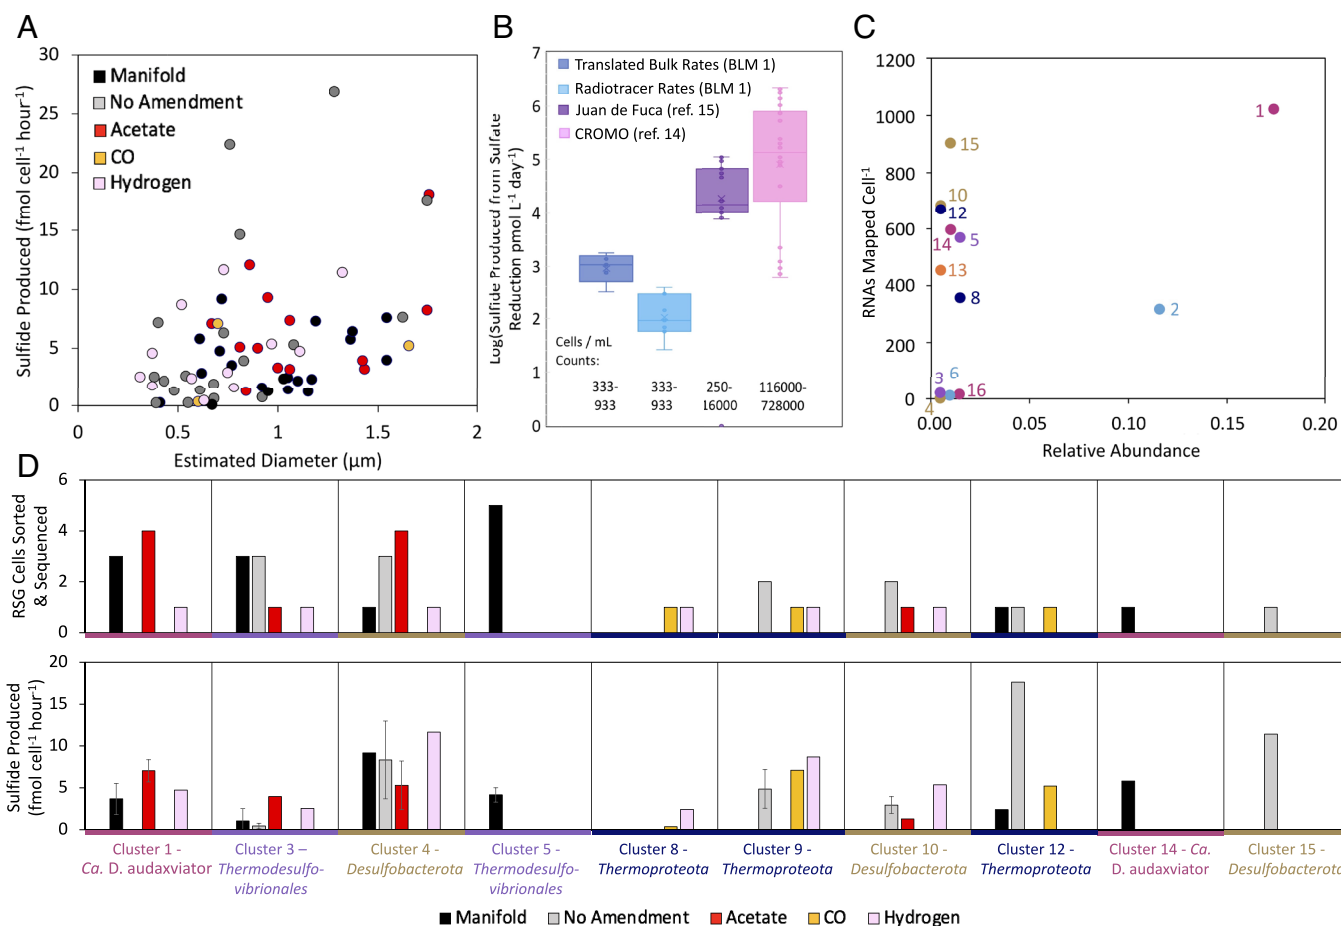 A
30
25
20
15
10
5
0
Sulfide Produced (fmol cell-1 hour-1)
Manifold
No Amendment
Acetate
CO
Hydrogen
0
0.5
1
1.5
2
Estimated Diameter (μm)
B
7
6
5
4
3
2
1
0
Log(Sulfide Produced from Sulfate
Reduction pmol L-1 day-1)
Translated Bulk Rates (BLM 1)
Radiotracer Rates (BLM 1)
Juan de Fuca (ref. 15)
CROMO (ref. 14)
Cells / mL
Counts:
333- 333- 250- 116000-
933 933 16000 728000
C
1200
1000
800
600
400
200
0
RNAs Mapped Cell-1
1
15
10
12
14
5
13
8
2
3
6
16
4
0.00
0.05
0.10
0.15
0.20
Relative Abundance
D
6
4
2
0
RSG Cells Sorted
& Sequenced
20
15
10
5
0
Sulfide Produced
(fmol cell-1 hour-1)
Cluster 1 -
Ca. D. audaxviator
Cluster 3 –
Thermodesulfo-
vibrionales
Cluster 4 -
Desulfobacterota
Cluster 5 -
Thermodesulfo-
vibrionales
Cluster 8 -
Thermoproteota
Cluster 9 -
Thermoproteota
Cluster 10 -
Desulfobacterota
Cluster 12 -
Thermoproteota
Cluster 14 - Ca.
D. audaxviator
Cluster 15 -
Desulfobacterota
Manifold
No Amendment
Acetate
CO
Hydrogen